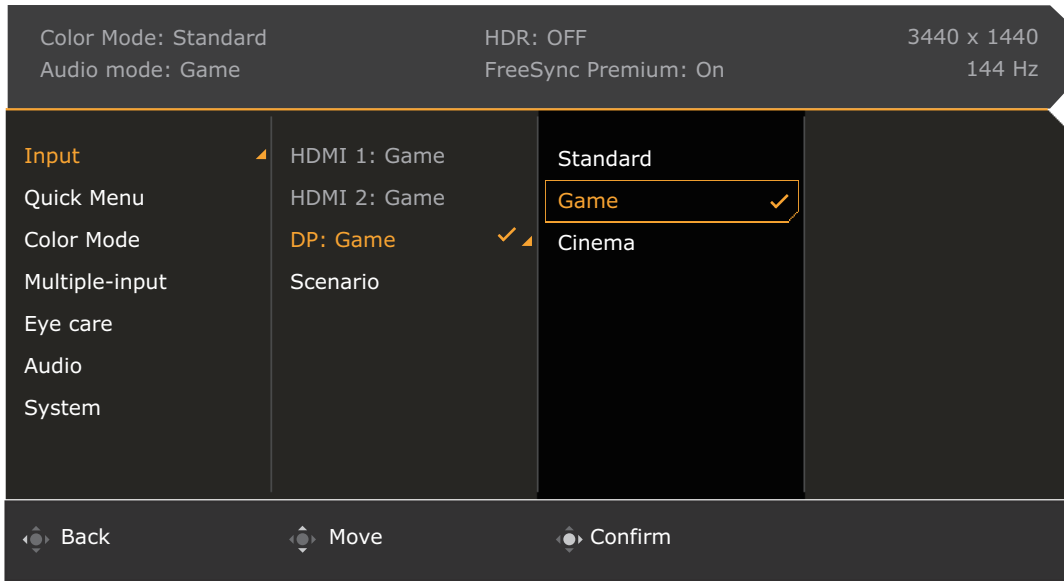 Color Mode: Standard
HDR: OFF
3440 x 1440
Audio mode: Game
FreeSync Premium: On
144 Hz
Input
Quick Menu
Color Mode
Multiple-input
Eye care
Audio
System
HDMI 1: Game
HDMI 2: Game
DP: Game
Scenario
Standard
Game
Cinema
Back
Move
Confirm